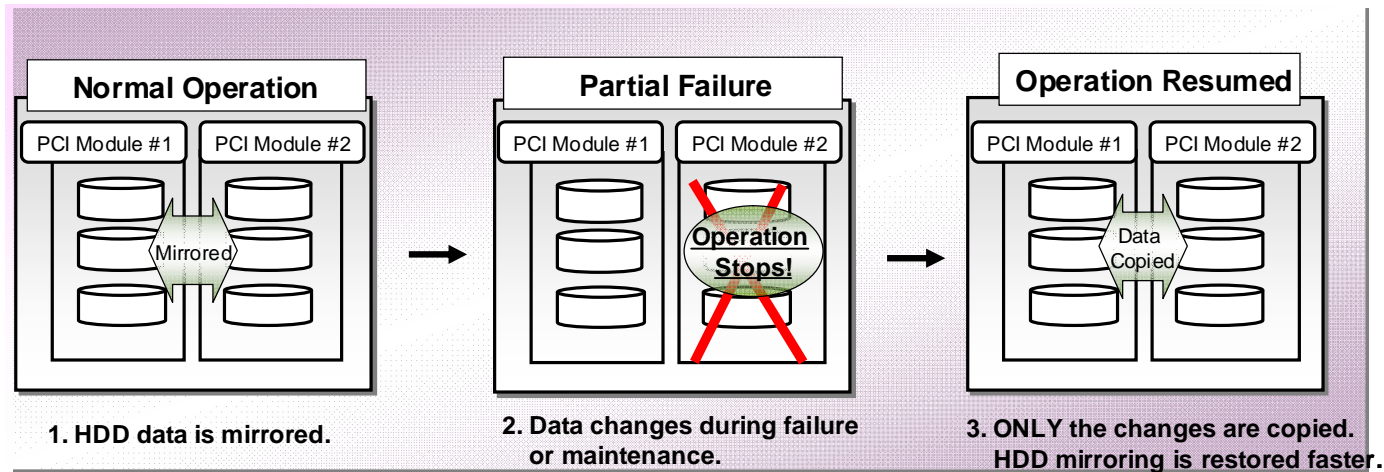 Normal Operation
PCI Module #1
PCI Module #2
Mirrored
1. HDD data is mirrored.
Partial Failure
PCI Module #1
PCI Module #2
Operation
Stops!
2. Data changes during failure
or maintenance.
Operation Resumed
PCI Module #1
PCI Module #2
Data
Copied
3. ONLY the changes are copied.
HDD mirroring is restored faster.